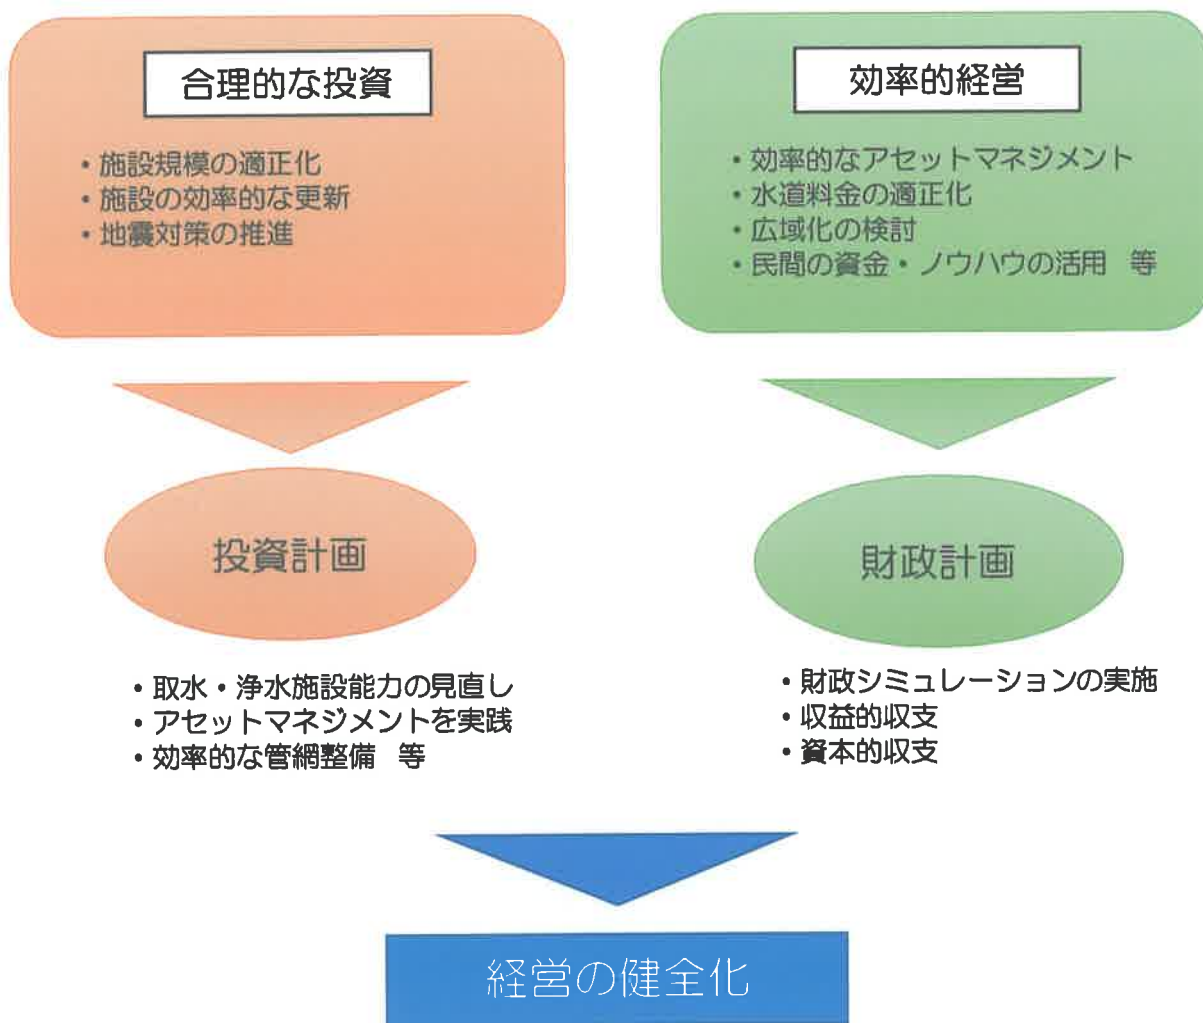 合理的な投資
・施設規模の適正化
・施設の効率的な更新
・地震対策の推進
効率的経営
・効率的なアセットマネジメント
・水道料金の適正化
・広域化の検討
・民間の資金・ノウハウの活用 等
投資計画
・取水・浄水施設能力の見直し
・アセットマネジメントを実践
・効率的な管網整備 等
財政計画
・財政シミュレーションの実施
・収益的収支
・資本的収支
経営の健全化